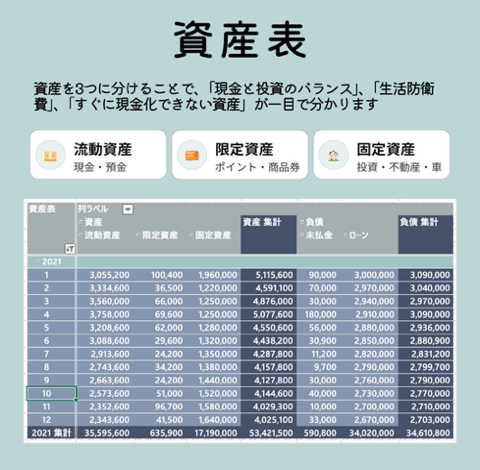 資産表
資産を3つに分けることで、「現金と投資のバランス」、「生活防衛
費」、「すぐに現金化できない資産」が一目で分かります
流動資産 限定資産 固定資産
現金・預金 ポイント・商品券 投資・不動産・車
資産表 列ラベル
資産 資産 集計 負債 負債 集計
流動資産 限定資産 固定資産 未払金 ローン
2021
1 3,055,200 100,400 1,960,000 5,115,600 90,000 3,000,000 3,090,000
2 3,334,600 36,500 1,220,000 4,591,100 70,000 2,970,000 3,040,000
3 3,560,000 66,000 1,250,000 4,876,000 30,000 2,940,000 2,970,000
4 3,758,000 69,600 1,250,000 5,077,600 180,000 2,910,000 3,090,000
5 3,208,600 62,000 1,280,000 4,550,600 56,000 2,880,000 2,936,000
6 3,088,600 29,600 1,320,000 4,438,200 30,900 2,850,000 2,880,900
7 2,913,600 24,200 1,350,000 4,287,800 11,200 2,820,000 2,831,200
8 2,743,600 34,200 1,380,000 4,157,800 9,700 2,790,000 2,799,700
9 2,663,600 24,200 1,440,000 4,127,800 30,000 2,760,000 2,790,000
10 2,573,600 51,000 1,520,000 4,144,600 40,000 2,730,000 2,770,000
11 2,352,600 96,700 1,580,000 4,029,300 10,000 2,700,000 2,710,000
12 2,343,600 41,500 1,640,000 4,025,100 33,000 2,670,000 2,703,000
2021 集計 35,595,600 635,900 17,190,000 53,421,500 590,800 34,020,000 34,610,800